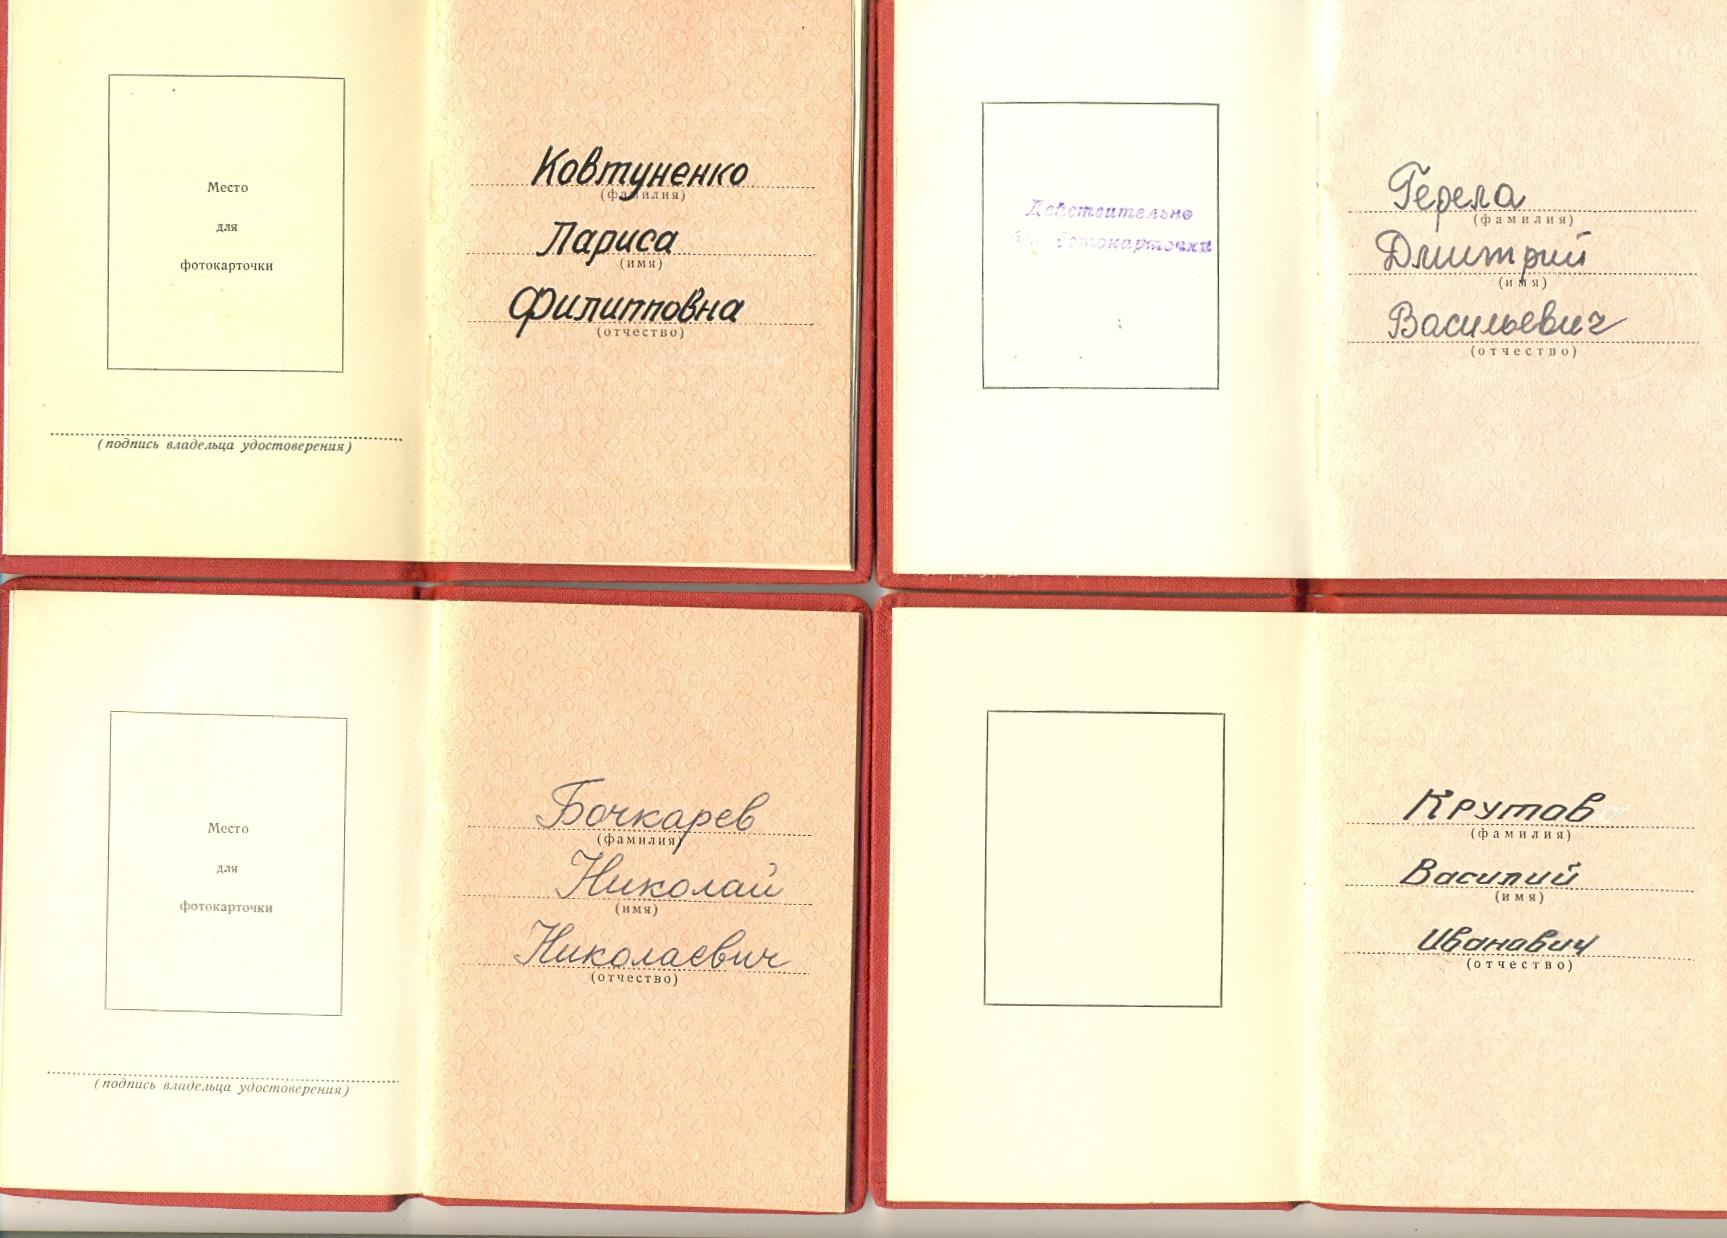 Место
для
фотокарточки
(подпись владельца удостоверения)
Ковтуненко
(фамилия)
Лариса
(имя)
Филипповна
(отчество)
Действительно
фотокарточки
Герела
(фамилия)
Дмитрий
(имя)
Васильевич
(отчество)
Место
для
фотокарточки
(подпись владельца удостоверения)
Бочкарев
(фамилия)
Николай
(имя)
Николаевич
(отчество)
Крутов
(фамилия)
Василий
(имя)
Иванович
(отчество)